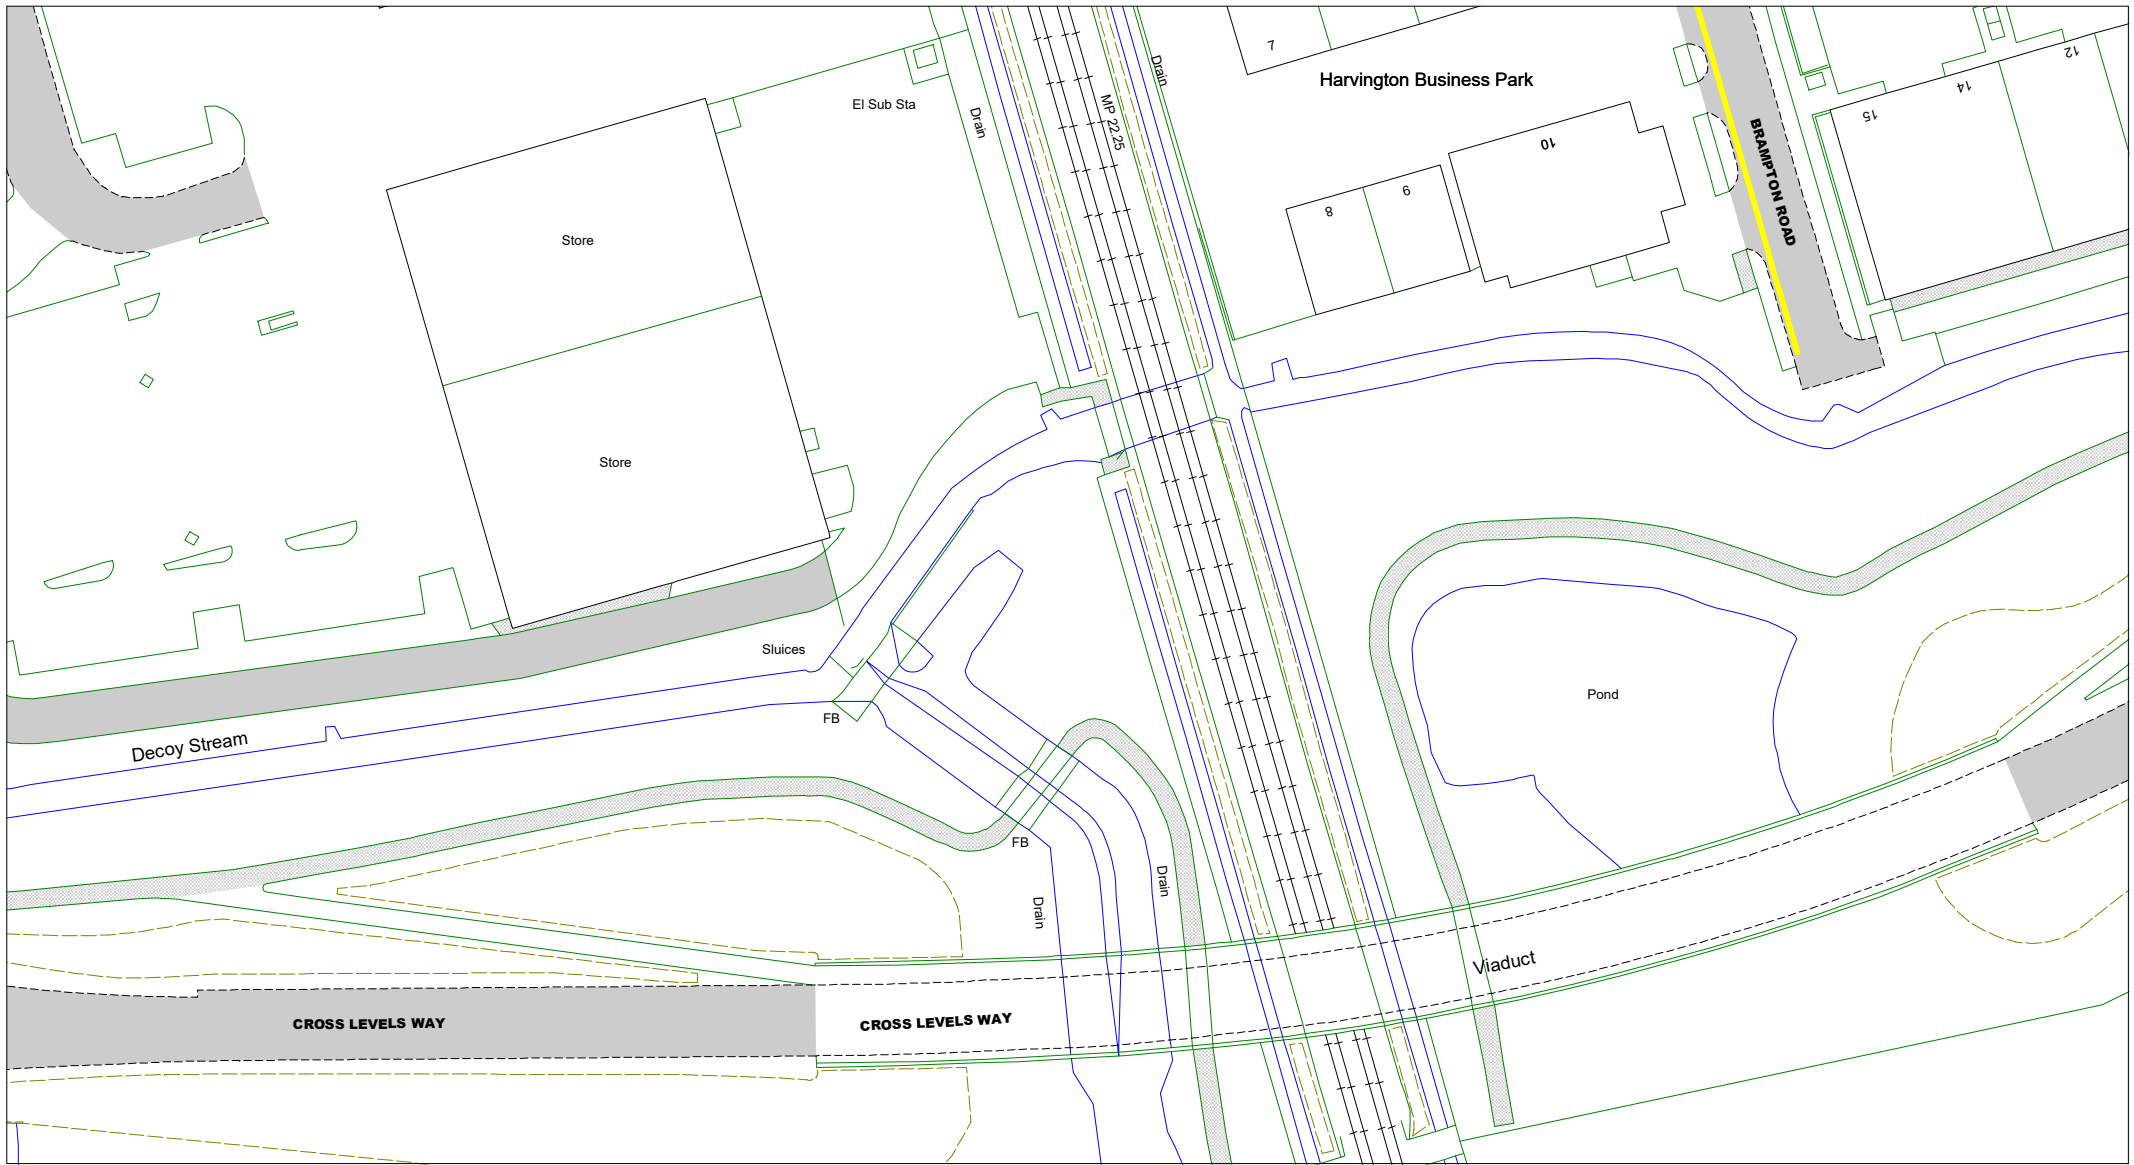 7
Harvington Business Park
12
14
15
El Sub Sta
Drain
Drain
MP 22.25
BRAMPTON ROAD
10
9
8
Store
Store
Sluices
FB
Pond
Decoy Stream
FB
Drain
Drain
Viaduct
CROSS LEVELS WAY
CROSS LEVELS WAY